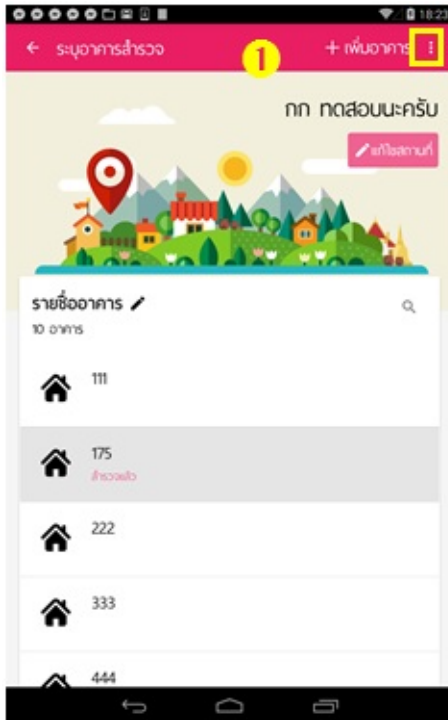 18:23
ระบุอาคารสำรวจ
1
+ เพิ่มอาคาร
กก ทดสอบนะครับ
แก้ไขสถานที่
รายชื่ออาคาร
10 อาคาร
111
175
สำรวจแล้ว
222
333
444